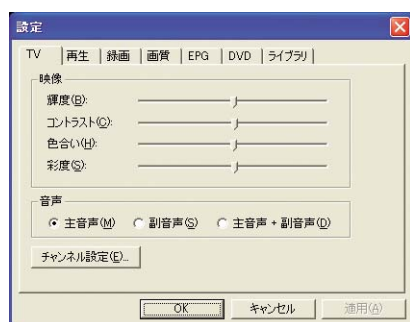 設定
TV 再生 録画 画質 EPG DVD ライブラリ
映像
輝度(B):
コントラスト(C):
色合い(H):
彩度(S):
音声
主音声(M) 副音声(S) 主音声 + 副音声(D)
チャンネル設定(E)...
OK キャンセル 適用(A)